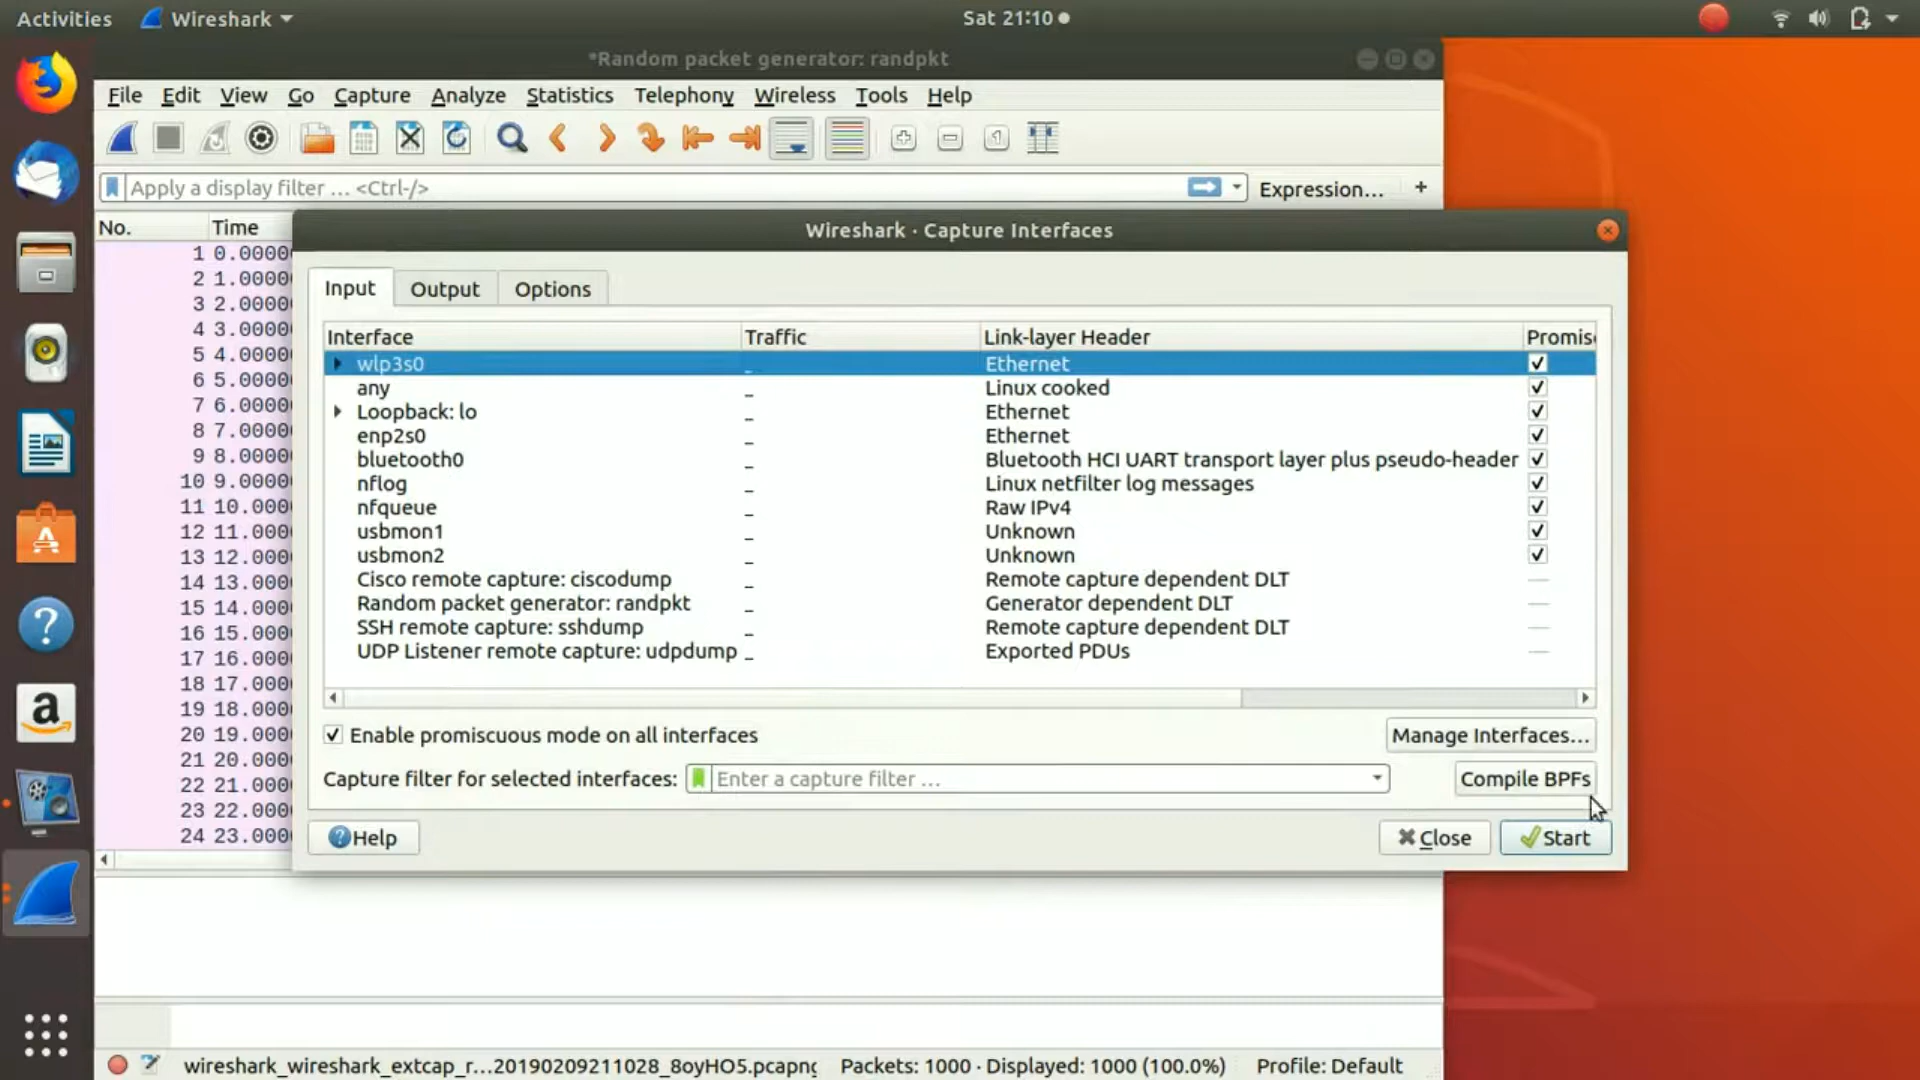 Activities Wireshark Sat 21:10
*Random packet generator: randpkt
File Edit View Go Capture Analyze Statistics Telephony Wireless Tools Help
Apply a display filter … <Ctrl-/> Expression… +
No. Time
1 0.0000
2 1.0000
3 2.0000
4 3.0000
5 4.0000
6 5.0000
7 6.0000
8 7.0000
9 8.0000
10 9.0000
11 10.000
12 11.000
13 12.000
14 13.000
15 14.000
16 15.000
17 16.000
18 17.000
19 18.000
20 19.000
21 20.000
22 21.000
23 22.000
24 23.000
Wireshark · Capture Interfaces
Input Output Options
Interface Traffic Link-layer Header Promis
wlp3s0 _ Ethernet
any _ Linux cooked
Loopback: lo _ Ethernet
enp2s0 _ Ethernet
bluetooth0 _ Bluetooth HCI UART transport layer plus pseudo-header
nflog _ Linux netfilter log messages
nfqueue _ Raw IPv4
usbmon1 _ Unknown
usbmon2 _ Unknown
Cisco remote capture: ciscodump _ Remote capture dependent DLT —
Random packet generator: randpkt _ Generator dependent DLT —
SSH remote capture: sshdump _ Remote capture dependent DLT —
UDP Listener remote capture: udpdump _ Exported PDUs —
Enable promiscuous mode on all interfaces Manage Interfaces…
Capture filter for selected interfaces: Enter a capture filter … Compile BPFs
Help Close Start
wireshark_wireshark_extcap_r…20190209211028_8oyHO5.pcapng Packets: 1000 · Displayed: 1000 (100.0%) Profile: Default